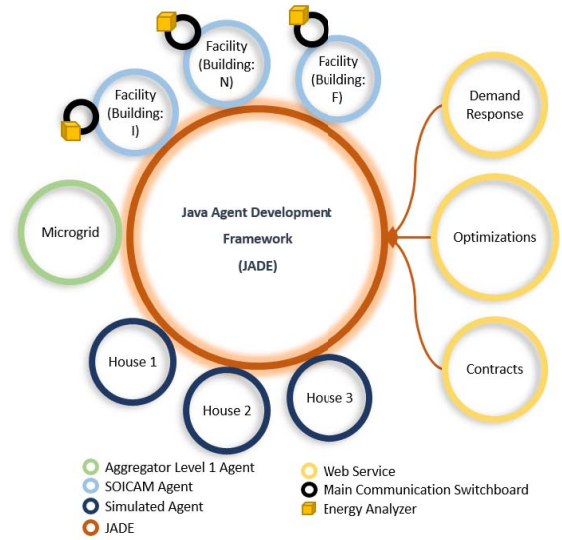 Facility
(Building:
N)
Facility
(Building:
F)
Facility
(Building:
I)
Demand
Response
Java Agent Development
Framework
(JADE)
Microgrid
Optimizations
House 1
House 2
House 3
Contracts
Aggregator Level 1 Agent
SOICAM Agent
Simulated Agent
JADE
Web Service
Main Communication Switchboard
Energy Analyzer